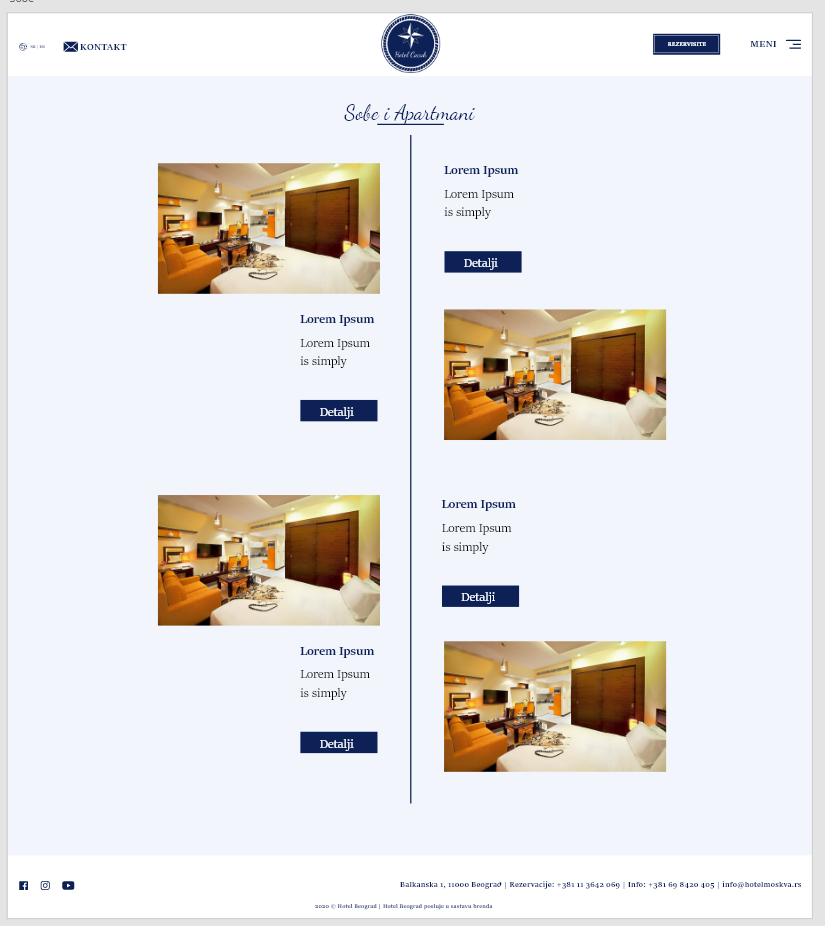 Sobe
SR | EN
KONTAKT
Hotel Cacak
REZERVISITE
MENI
Sobe i Apartmani
Lorem Ipsum
Lorem Ipsum
is simply
Detalji
Lorem Ipsum
Lorem Ipsum
is simply
Detalji
Lorem Ipsum
Lorem Ipsum
is simply
Detalji
Lorem Ipsum
Lorem Ipsum
is simply
Detalji
Balkanska 1, 11000 Beograd | Rezervacije: +381 11 3642 069 | Info: +381 69 8420 405 | info@hotelmoskva.rs
2020 © Hotel Beograd | Hotel Beograd posluje u sastavu brenda